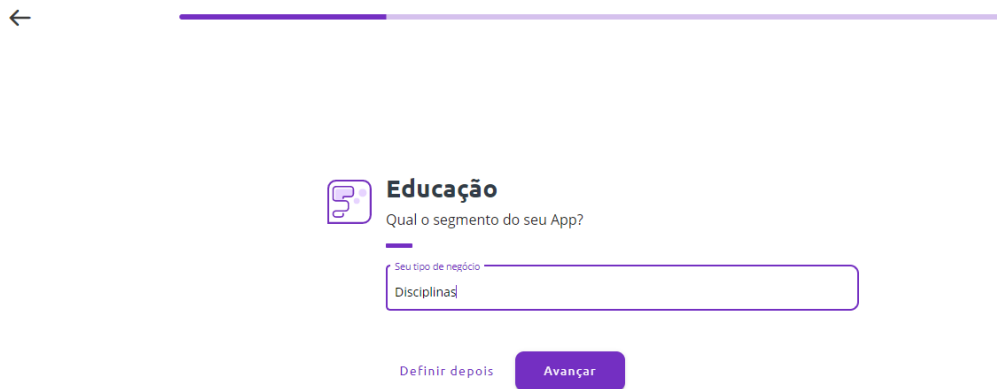 Educação
Qual o segmento do seu App?
Seu tipo de negócio
Disciplinas
Definir depois
Avançar